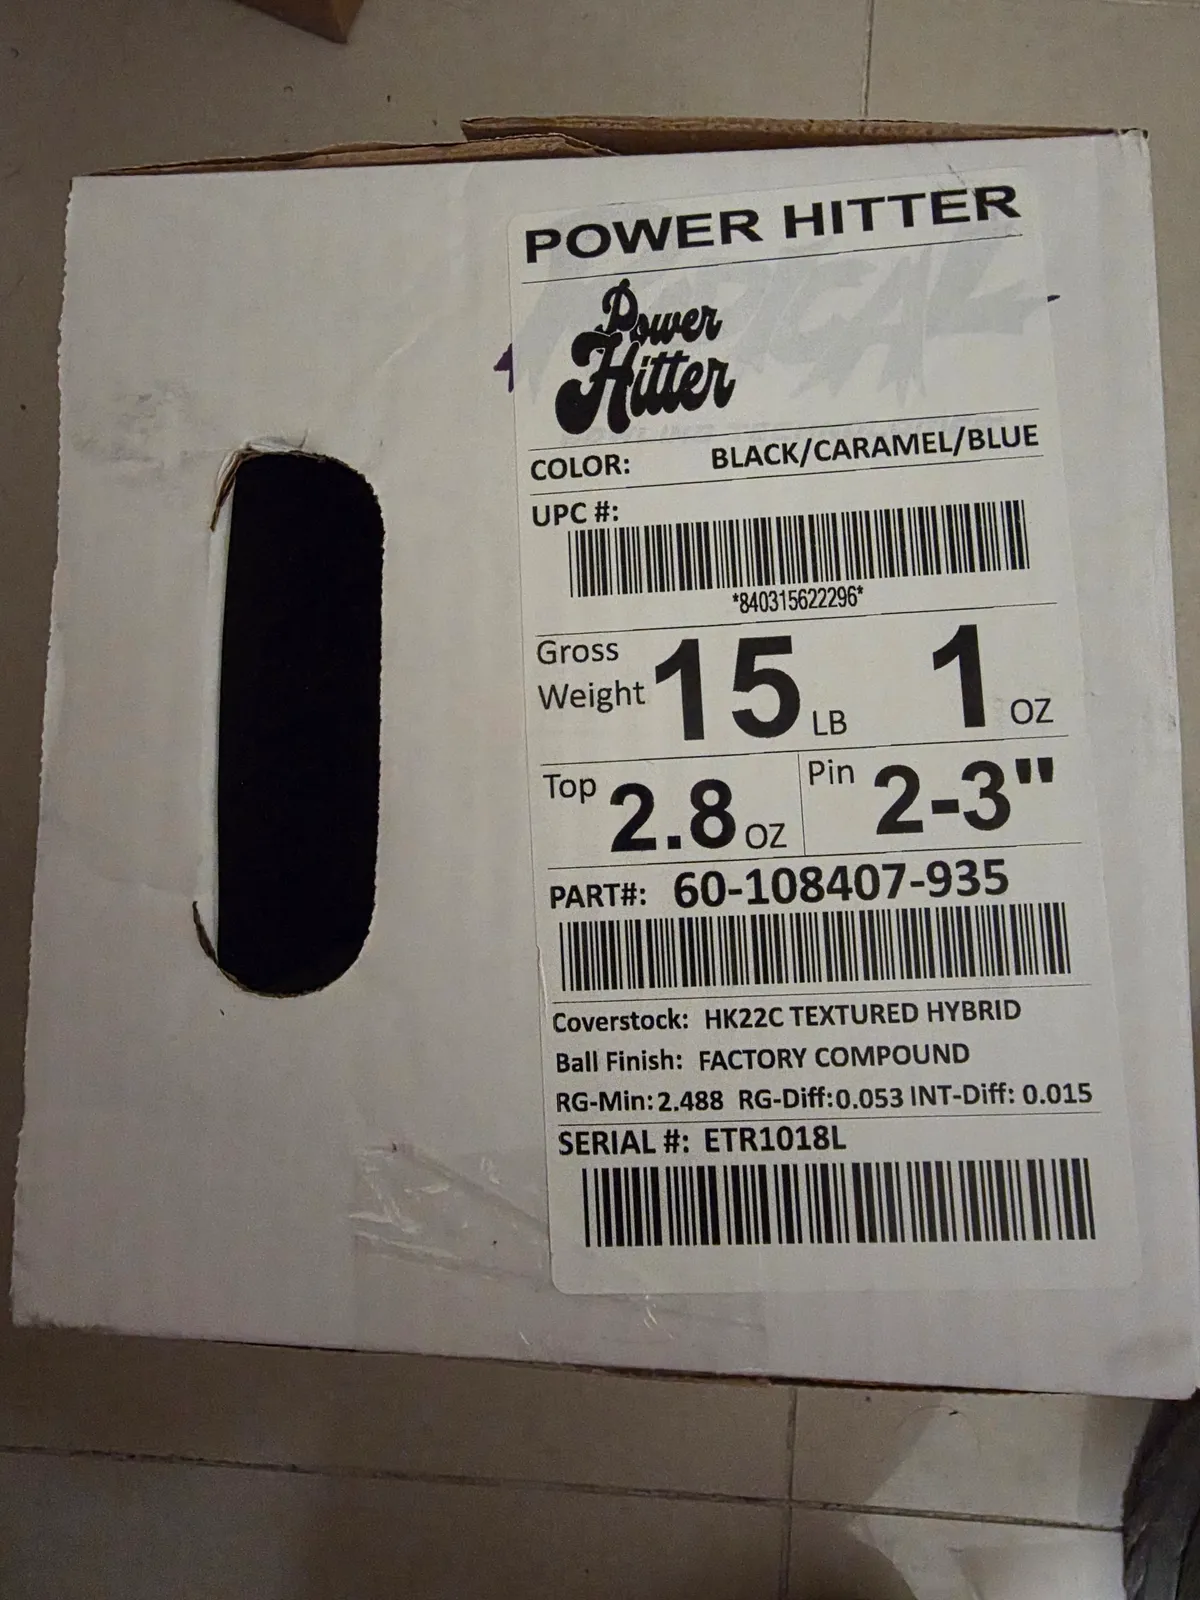 POWER HITTER
Power
Hitter
COLOR: BLACK/CARAMEL/BLUE
UPC #:
*840315622296*
Gross Weight 15 LB 1 OZ
Top 2.8 OZ Pin 2-3"
PART#: 60-108407-935
Coverstock: HK22C TEXTURED HYBRID
Ball Finish: FACTORY COMPOUND
RG-Min: 2.488 RG-Diff:0.053 INT-Diff: 0.015
SERIAL #: ETR1018L